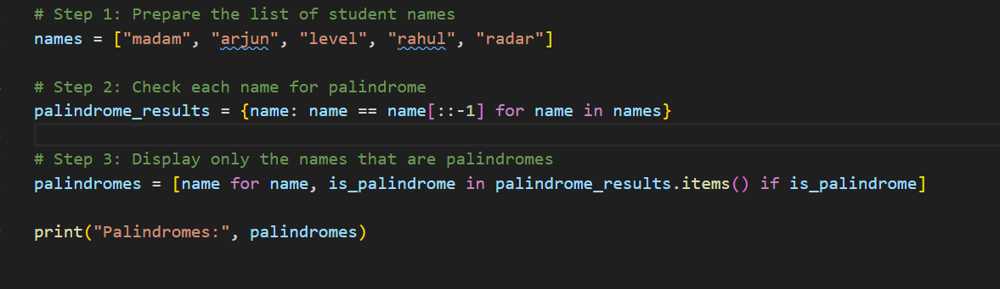 # Step 1: Prepare the list of student names
names = ["madam", "arjun", "level", "rahul", "radar"]
# Step 2: Check each name for palindrome
palindrome_results = {name: name == name[::-1] for name in names}
# Step 3: Display only the names that are palindromes
palindromes = [name for name, is_palindrome in palindrome_results.items() if is_palindrome]
print("Palindromes:", palindromes)